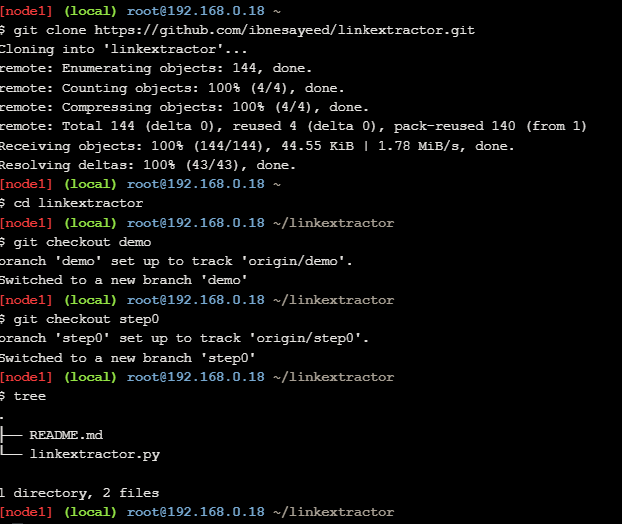 [node1] (local) root@192.168.0.18 ~
$ git clone https://github.com/ibnesayeed/linkextractor.git
Cloning into 'linkextractor'...
remote: Enumerating objects: 144, done.
remote: Counting objects: 100% (4/4), done.
remote: Compressing objects: 100% (4/4), done.
remote: Total 144 (delta 0), reused 4 (delta 0), pack-reused 140 (from 1)
Receiving objects: 100% (144/144), 44.55 KiB | 1.78 MiB/s, done.
Resolving deltas: 100% (43/43), done.
[node1] (local) root@192.168.0.18 ~
$ cd linkextractor
[node1] (local) root@192.168.0.18 ~/linkextractor
$ git checkout demo
branch 'demo' set up to track 'origin/demo'.
Switched to a new branch 'demo'
[node1] (local) root@192.168.0.18 ~/linkextractor
$ git checkout step0
branch 'step0' set up to track 'origin/step0'.
Switched to a new branch 'step0'
[node1] (local) root@192.168.0.18 ~/linkextractor
$ tree
.
├── README.md
└── linkextractor.py
1 directory, 2 files
[node1] (local) root@192.168.0.18 ~/linkextractor